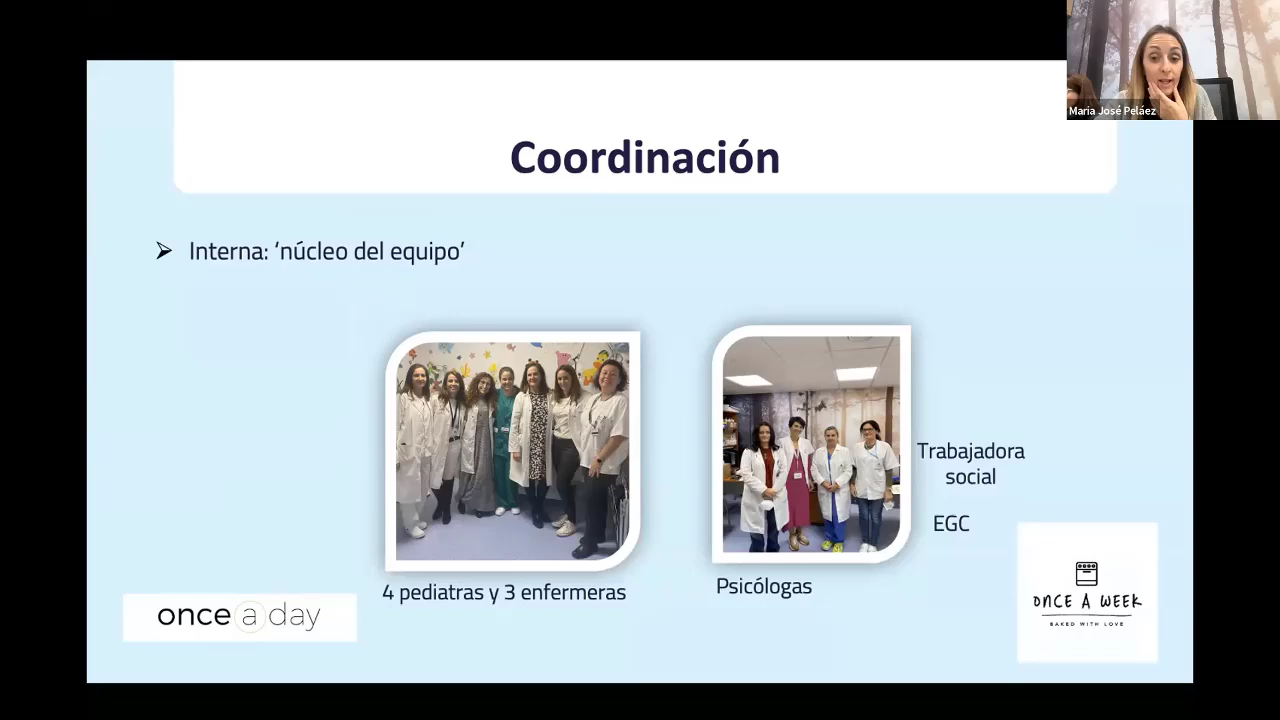 Maria José Peláez
Coordinación
➢ Interna: ‘núcleo del equipo’
Trabajadora
social
EGC
4 pediatras y 3 enfermeras
Psicólogas
once a day
ONCE A WEEK
BAKED WITH LOVE